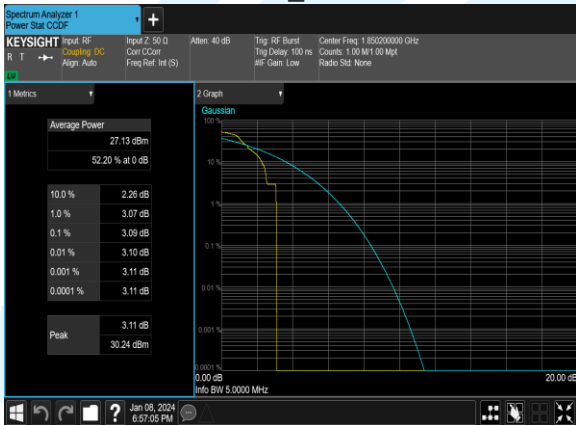 Spectrum Analyzer 1
Power Stat CCDF
+
KEYSIGHT
R T
Input: RF
Coupling: DC
Align: Auto
Input Z: 50 Ω
Corr CCorr
Freq Ref: Int (S)
Atten: 40 dB
Trig: RF Burst
Trig Delay: 100 ns
#IF Gain: Low
Center Freq: 1.850200000 GHz
Counts: 1.00 M/1.00 Mpt
Radio Std: None
1 Metrics
Average Power
27.13 dBm
52.20 % at 0 dB
10.0 % 2.26 dB
1.0 % 3.07 dB
0.1 % 3.09 dB
0.01 % 3.10 dB
0.001 % 3.11 dB
0.0001 % 3.11 dB
Peak
3.11 dB
30.24 dBm
2 Graph
Gaussian
100 %
10 %
1 %
0.1 %
0.01 %
0.001 %
0.0001 %
0.00 dB
20.00 dB
Info BW 5.0000 MHz
?
Jan 08, 2024
6:57:05 PM